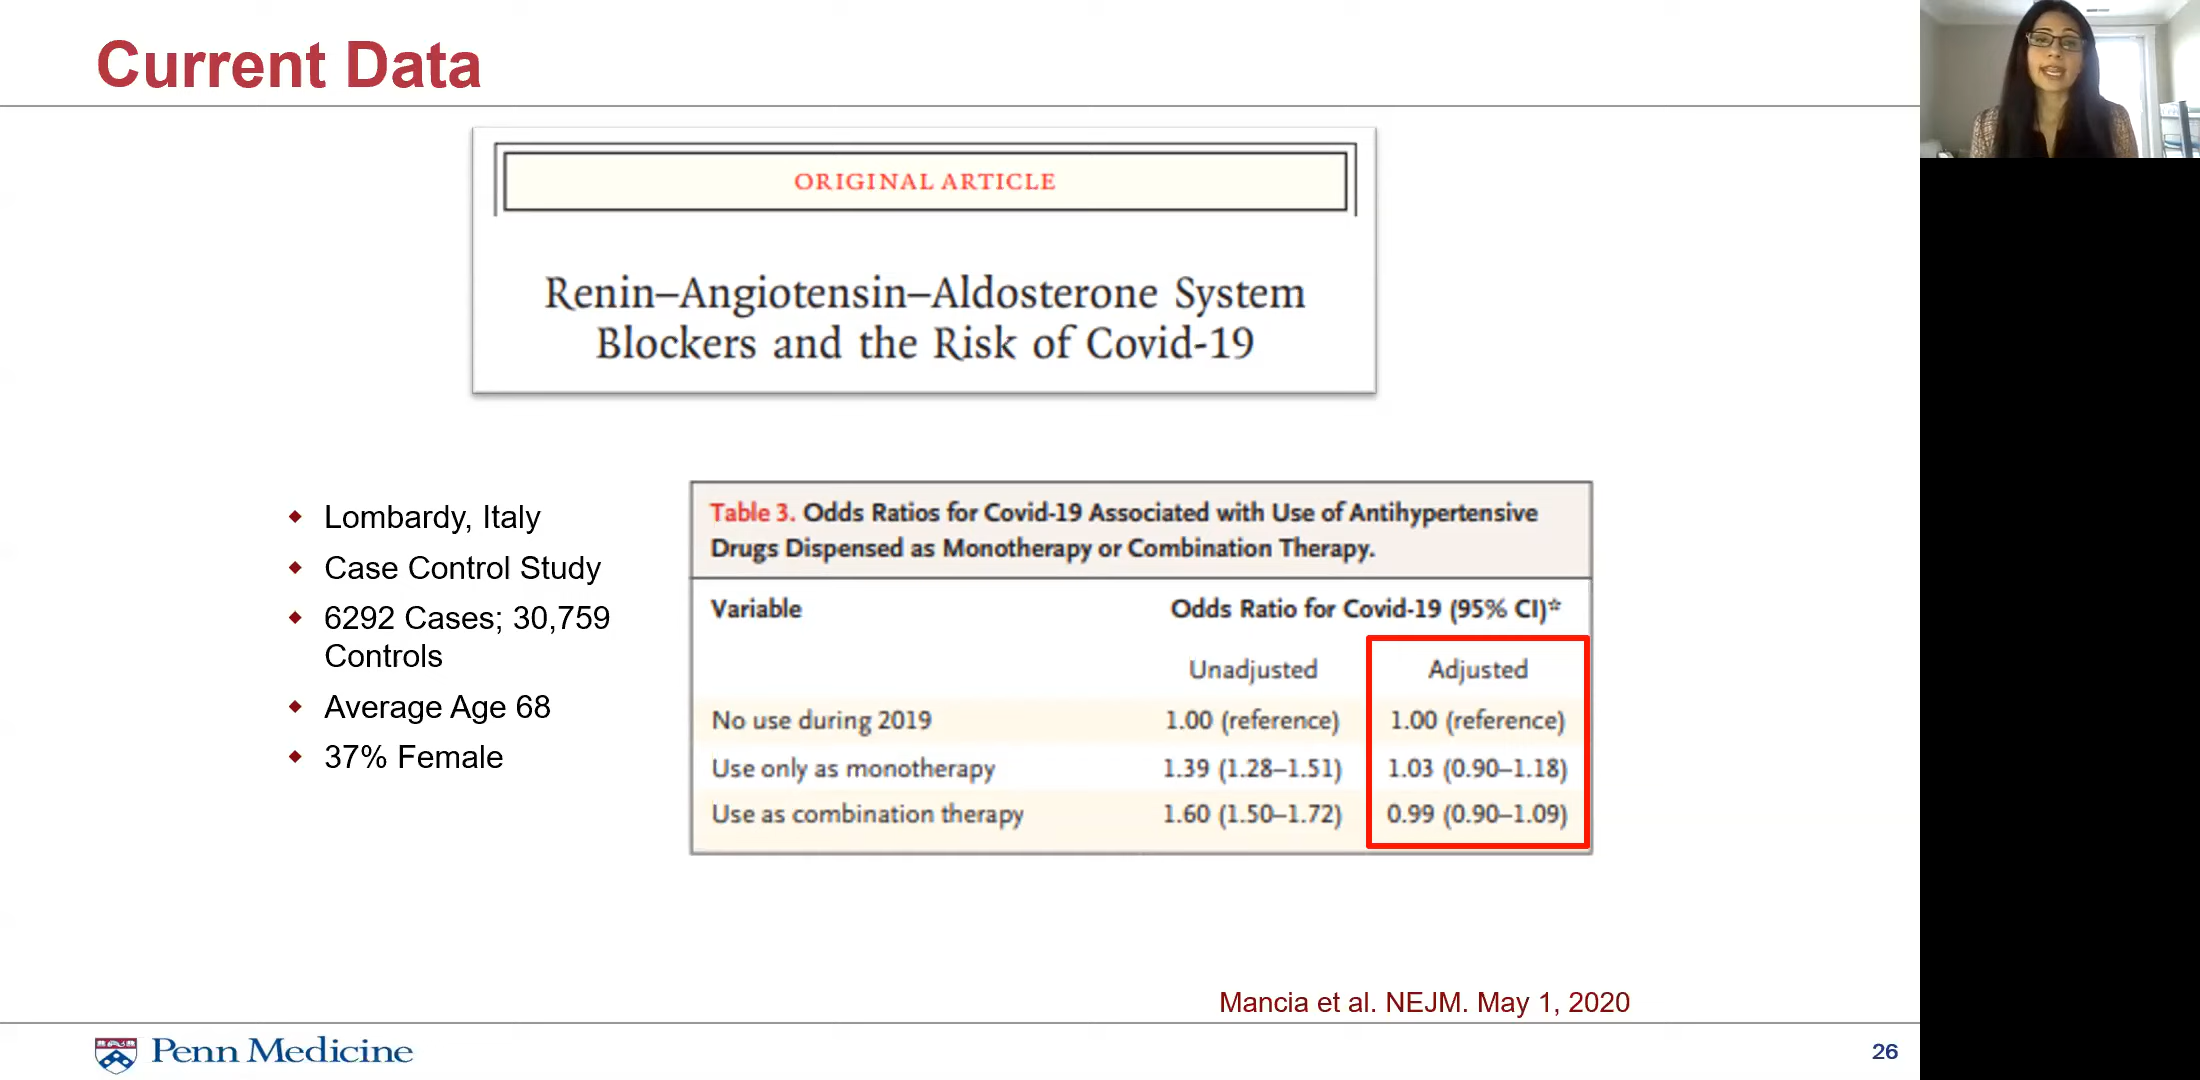 Current Data
ORIGINAL ARTICLE
Renin–Angiotensin–Aldosterone System
Blockers and the Risk of Covid-19
Lombardy, Italy
Case Control Study
6292 Cases; 30,759
Controls
Average Age 68
37% Female
Table 3. Odds Ratios for Covid-19 Associated with Use of Antihypertensive
Drugs Dispensed as Monotherapy or Combination Therapy.
Variable Odds Ratio for Covid-19 (95% CI)*
Unadjusted Adjusted
No use during 2019 1.00 (reference) 1.00 (reference)
Use only as monotherapy 1.39 (1.28–1.51) 1.03 (0.90–1.18)
Use as combination therapy 1.60 (1.50–1.72) 0.99 (0.90–1.09)
Mancia et al. NEJM. May 1, 2020
Penn Medicine
26